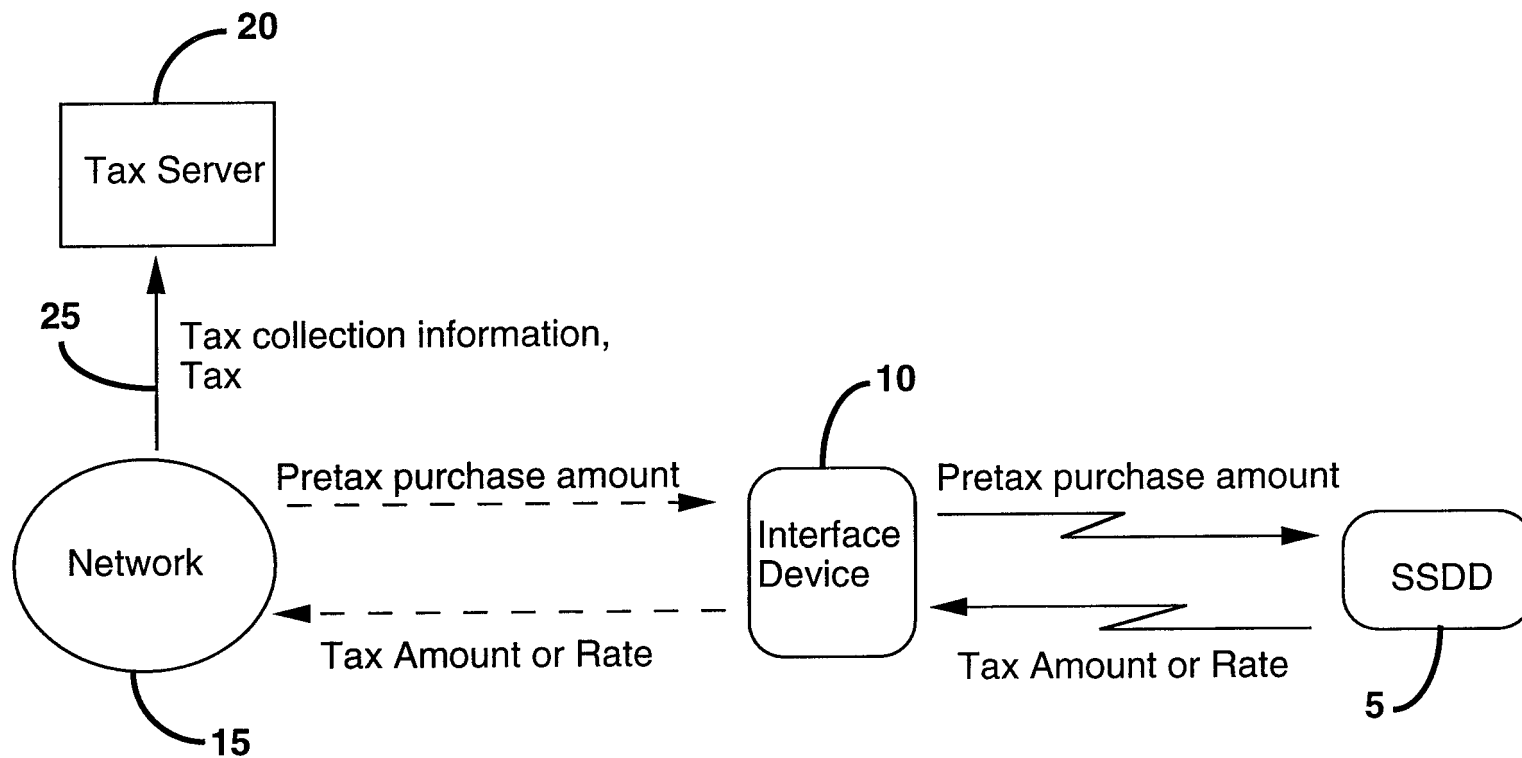 20
Tax Server
25
Tax collection information,
Tax
10
Pretax purchase amount
Pretax purchase amount
Network
Interface
Device
SSDD
Tax Amount or Rate
Tax Amount or Rate
15
5